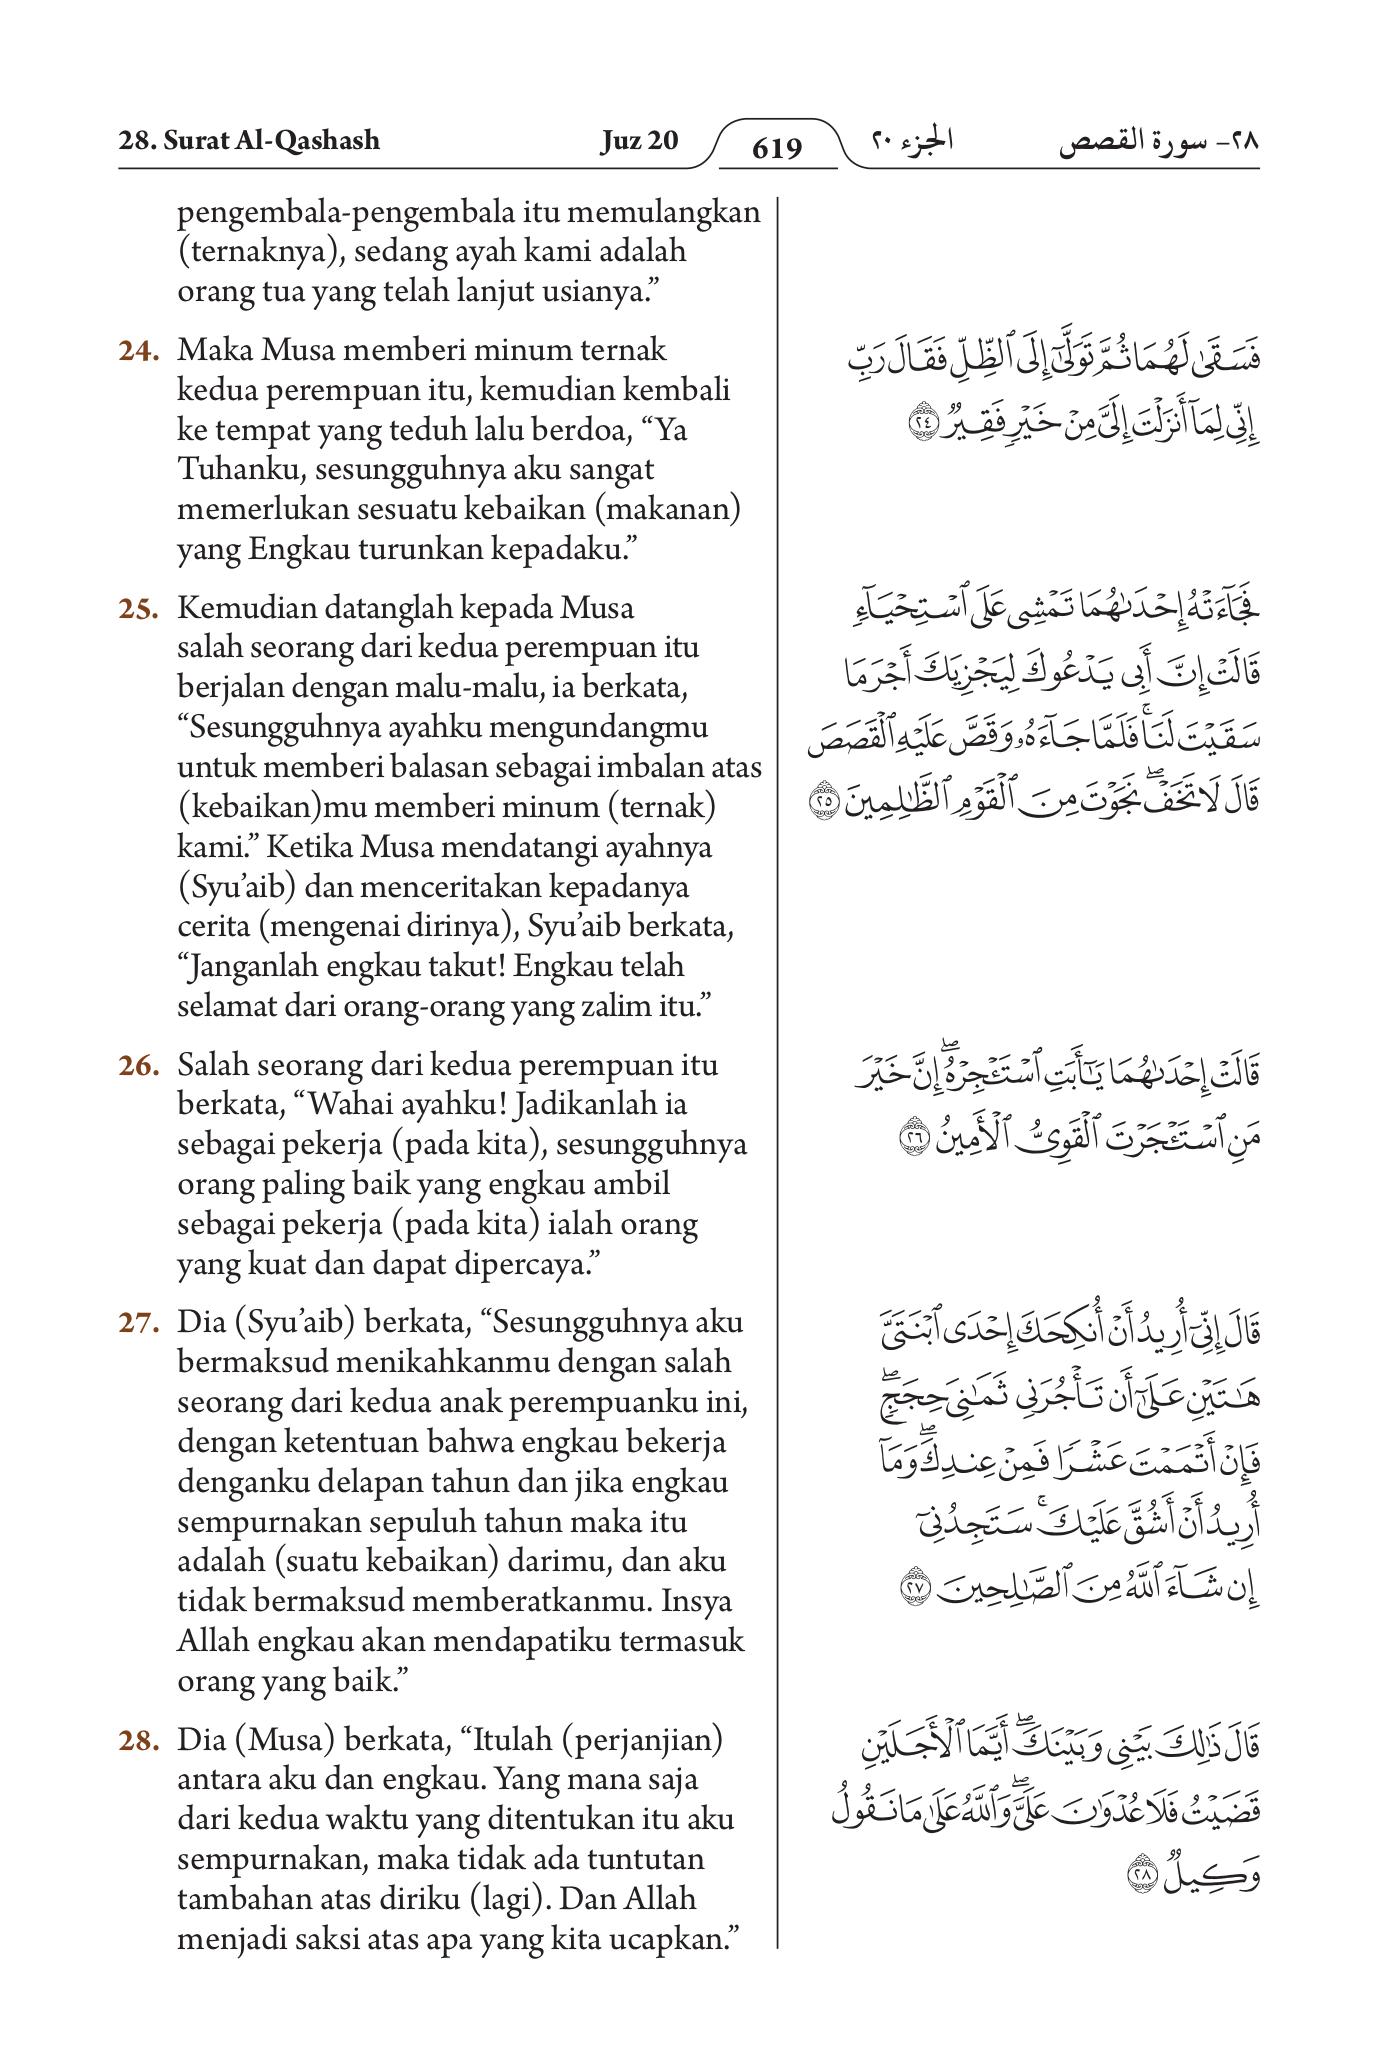 28. Surat Al-Qashash
Juz 20
619
الجزء ٢٠
٢٨- سورة القصص
pengembala-pengembala itu memulangkan
(ternaknya), sedang ayah kami adalah
orang tua yang telah lanjut usianya.”
24. Maka Musa memberi minum ternak
kedua perempuan itu, kemudian kembali
ke tempat yang teduh lalu berdoa, “Ya
Tuhanku, sesungguhnya aku sangat
memerlukan sesuatu kebaikan (makanan)
yang Engkau turunkan kepadaku.”
فَسَقَىٰ لَهُمَا ثُمَّ تَوَلَّىٰٓ إِلَى ٱلظِّلِّ فَقَالَ رَبِّ
إِنِّي لِمَآ أَنزَلۡتَ إِلَيَّ مِنۡ خَيۡرٖ فَقِيرٞ ٢٤
25. Kemudian datanglah kepada Musa
salah seorang dari kedua perempuan itu
berjalan dengan malu-malu, ia berkata,
“Sesungguhnya ayahku mengundangmu
untuk memberi balasan sebagai imbalan atas
(kebaikan)mu memberi minum (ternak)
kami.” Ketika Musa mendatangi ayahnya
(Syu’aib) dan menceritakan kepadanya
cerita (mengenai dirinya), Syu’aib berkata,
“Janganlah engkau takut! Engkau telah
selamat dari orang-orang yang zalim itu.”
فَجَآءَتۡهُ إِحۡدَىٰهُمَا تَمۡشِي عَلَى ٱسۡتِحۡيَآءٖ
قَالَتۡ إِنَّ أَبِي يَدۡعُوكَ لِيَجۡزِيَكَ أَجۡرَ مَا
سَقَيۡتَ لَنَاۚ فَلَمَّا جَآءَهُۥ وَقَصَّ عَلَيۡهِ ٱلۡقَصَصَ
قَالَ لَا تَخَفۡۖ نَجَوۡتَ مِنَ ٱلۡقَوۡمِ ٱلظَّٰلِمِينَ ٢٥
26. Salah seorang dari kedua perempuan itu
berkata, “Wahai ayahku! Jadikanlah ia
sebagai pekerja (pada kita), sesungguhnya
orang paling baik yang engkau ambil
sebagai pekerja (pada kita) ialah orang
yang kuat dan dapat dipercaya.”
قَالَتۡ إِحۡدَىٰهُمَا يَٰٓأَبَتِ ٱسۡتَـٔۡجِرۡهُۖ إِنَّ خَيۡرَ
مَنِ ٱسۡتَـٔۡجَرۡتَ ٱلۡقَوِيُّ ٱلۡأَمِينُ ٢٦
27. Dia (Syu’aib) berkata, “Sesungguhnya aku
bermaksud menikahkanmu dengan salah
seorang dari kedua anak perempuanku ini,
dengan ketentuan bahwa engkau bekerja
denganku delapan tahun dan jika engkau
sempurnakan sepuluh tahun maka itu
adalah (suatu kebaikan) darimu, dan aku
tidak bermaksud memberatkanmu. Insya
Allah engkau akan mendapatiku termasuk
orang yang baik.”
قَالَ إِنِّيٓ أُرِيدُ أَنۡ أُنكِحَكَ إِحۡدَى ٱبۡنَتَيَّ
هَٰتَيۡنِ عَلَىٰٓ أَن تَأۡجُرَنِي ثَمَٰنِيَ حِجَجٖۖ
فَإِنۡ أَتۡمَمۡتَ عَشۡرٗا فَمِنۡ عِندِكَۖ وَمَآ
أُرِيدُ أَنۡ أَشُقَّ عَلَيۡكَۚ سَتَجِدُنِيٓ
إِن شَآءَ ٱللَّهُ مِنَ ٱلصَّٰلِحِينَ ٢٧
28. Dia (Musa) berkata, “Itulah (perjanjian)
antara aku dan engkau. Yang mana saja
dari kedua waktu yang ditentukan itu aku
sempurnakan, maka tidak ada tuntutan
tambahan atas diriku (lagi). Dan Allah
menjadi saksi atas apa yang kita ucapkan.”
قَالَ ذَٰلِكَ بَيۡنِي وَبَيۡنَكَۖ أَيَّمَا ٱلۡأَجَلَيۡنِ
قَضَيۡتُ فَلَا عُدۡوَٰنَ عَلَيَّۖ وَٱللَّهُ عَلَىٰ مَا نَقُولُ
وَكِيلٞ ٢٨